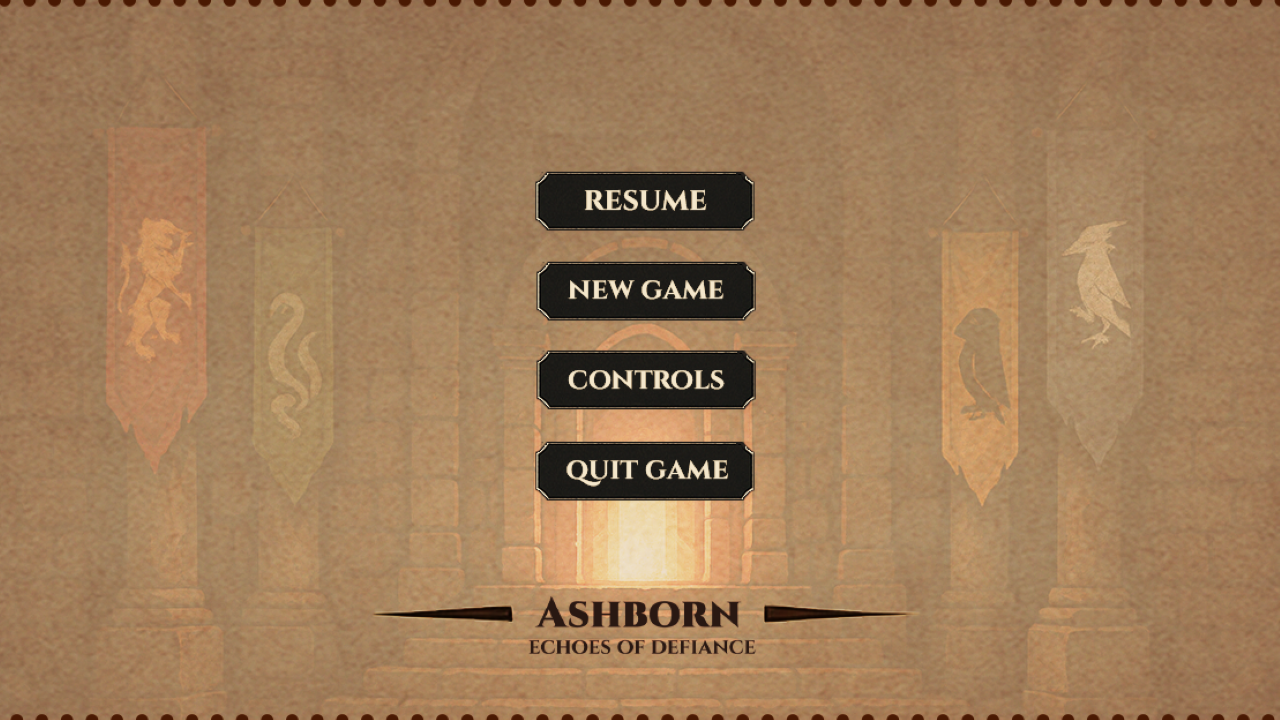 RESUME
NEW GAME
CONTROLS
QUIT GAME
ASHBORN
ECHOES OF DEFIANCE